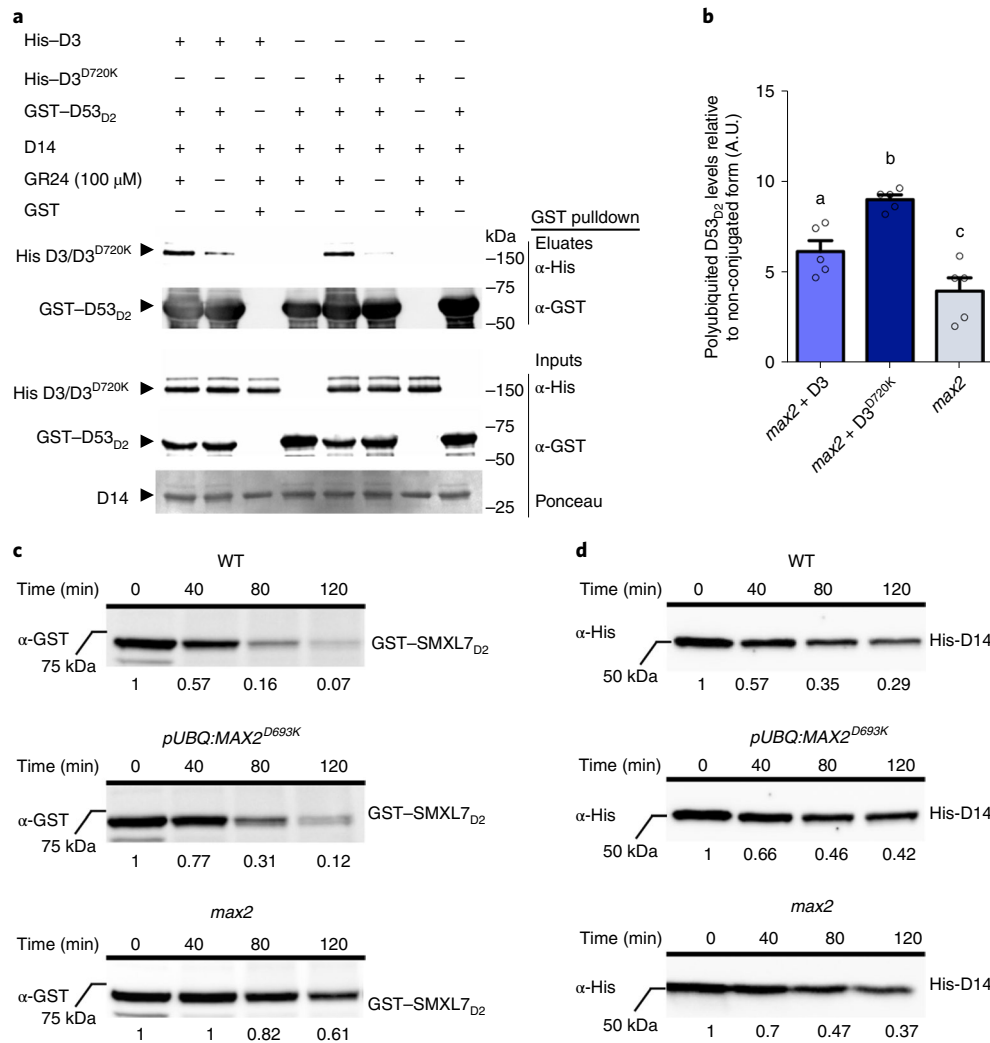 a
His–D3 + + + – – – – –
His–D3D720K – – – – + + + –
GST–D53D2 + + – + + + – +
D14 + + + + + + + +
GR24 (100 μM) + – + + + – + +
GST – – + – – – + –
GST pulldown
kDa
Eluates
His D3/D3D720K –150 α-His
–75
GST–D53D2 α-GST
–50
Inputs
His D3/D3D720K –150 α-His
–75
GST–D53D2 α-GST
–50
D14 Ponceau
–25
b
Polyubiquited D53D2 levels relative
to non-conjugated form (A.U.)
15
10
5
0
a
b
c
max2 + D3
max2 + D3D720K
max2
c
WT
Time (min) 0 40 80 120
α-GST
75 kDa
GST–SMXL7D2
1 0.57 0.16 0.07
pUBQ:MAX2D693K
Time (min) 0 40 80 120
α-GST
75 kDa
GST–SMXL7D2
1 0.77 0.31 0.12
max2
Time (min) 0 40 80 120
α-GST
75 kDa
GST–SMXL7D2
1 1 0.82 0.61
d
WT
Time (min) 0 40 80 120
α-His
50 kDa
His-D14
1 0.57 0.35 0.29
pUBQ:MAX2D693K
Time (min) 0 40 80 120
α-His
50 kDa
His-D14
1 0.66 0.46 0.42
max2
Time (min) 0 40 80 120
α-His
50 kDa
His-D14
1 0.7 0.47 0.37